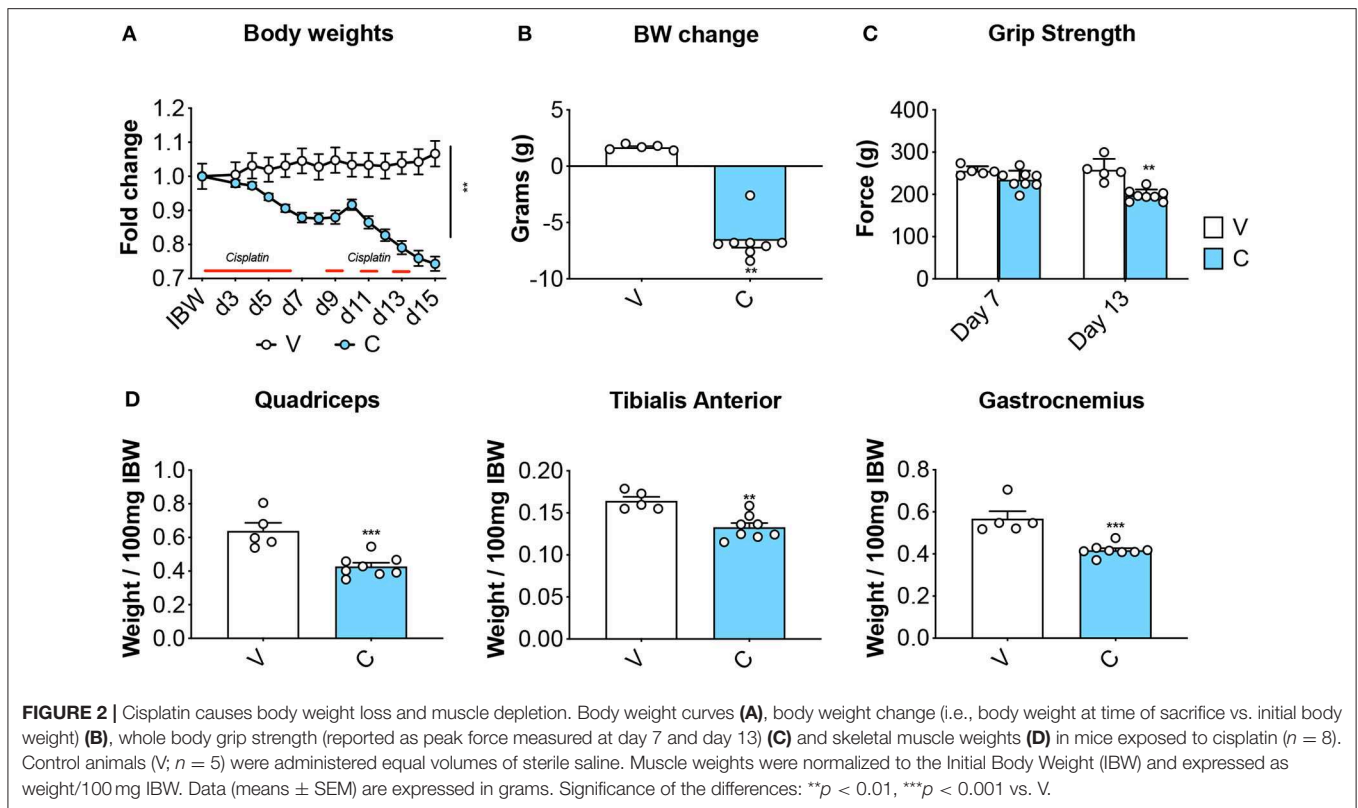 A Body weights
Fold change
1.2
1.1
1.0
0.9
0.8
0.7
**
Cisplatin Cisplatin
IBW d3 d5 d7 d9 d11 d13 d15
V C
B BW change
Grams (g)
5
0
-5
-10
**
V C
C Grip Strength
Force (g)
400
300
200
100
0
**
Day 7 Day 13
V
C
D Quadriceps
Weight / 100mg IBW
1.0
0.8
0.6
0.4
0.2
0.0
***
V C
Tibialis Anterior
Weight / 100mg IBW
0.20
0.15
0.10
0.05
0.00
**
V C
Gastrocnemius
Weight / 100mg IBW
0.8
0.6
0.4
0.2
0.0
***
V C
FIGURE 2 | Cisplatin causes body weight loss and muscle depletion. Body weight curves (A), body weight change (i.e., body weight at time of sacrifice vs. initial body
weight) (B), whole body grip strength (reported as peak force measured at day 7 and day 13) (C) and skeletal muscle weights (D) in mice exposed to cisplatin (n = 8).
Control animals (V; n = 5) were administered equal volumes of sterile saline. Muscle weights were normalized to the Initial Body Weight (IBW) and expressed as
weight/100 mg IBW. Data (means ± SEM) are expressed in grams. Significance of the differences: **p < 0.01, ***p < 0.001 vs. V.